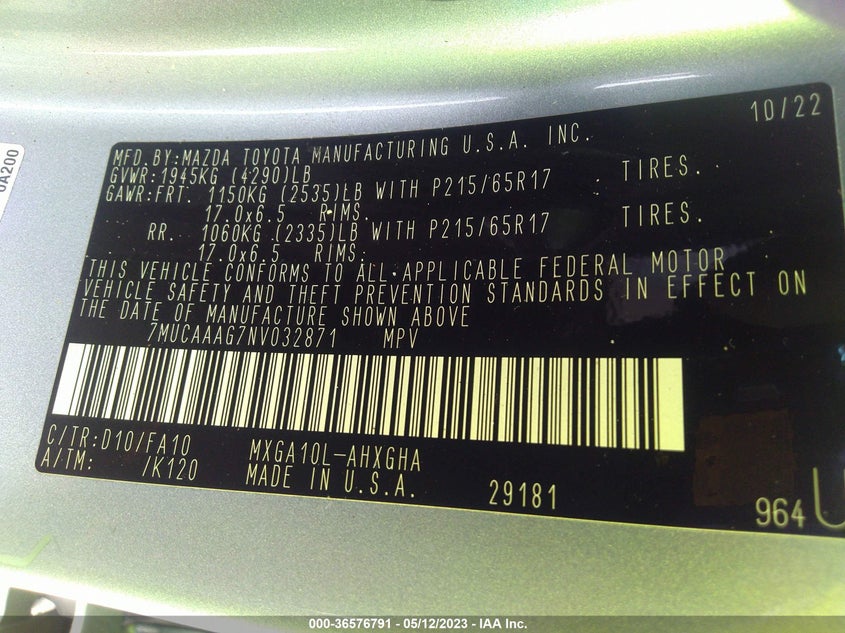 0A200
10/22
MFD.BY:MAZDA TOYOTA MANUFACTURING U.S.A. INC.
GVWR:1945KG (4290)LB
GAWR:FRT. 1150KG (2535)LB WITH P215/65R17 TIRES.
17.0x6.5 RIMS.
RR. 1060KG (2335)LB WITH P215/65R17 TIRES.
17.0x6.5 RIMS.
THIS VEHICLE CONFORMS TO ALL APPLICABLE FEDERAL MOTOR
VEHICLE SAFETY AND THEFT PREVENTION STANDARDS IN EFFECT ON
THE DATE OF MANUFACTURE SHOWN ABOVE
7MUCAAAG7NV032871 MPV
C/TR:D10/FA10 MXGA10L-AHXGHA
A/TM: /K120 MADE IN U.S.A. 29181
964 U
000-36576791 - 05/12/2023 - IAA Inc.